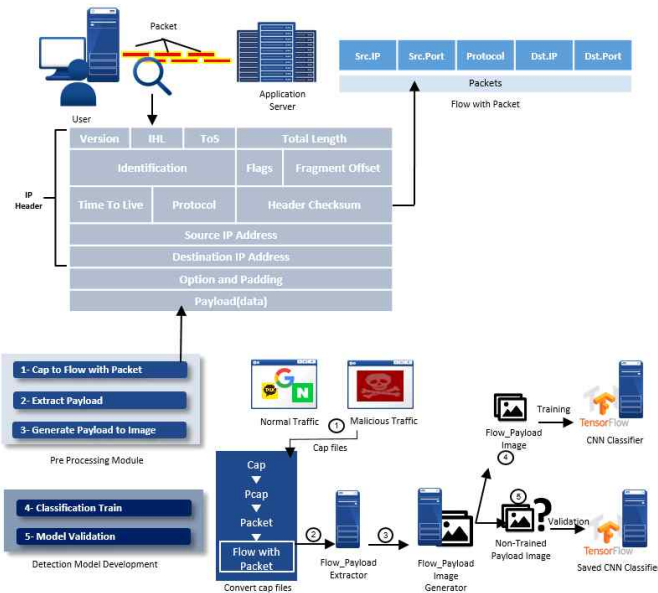 Packet
User
Application
Server
Src.IP Src.Port Protocol Dst.IP Dst.Port
Packets
Flow with Packet
IP
Header
Version IHL ToS Total Length
Identification Flags Fragment Offset
Time To Live Protocol Header Checksum
Source IP Address
Destination IP Address
Option and Padding
Payload(data)
1- Cap to Flow with Packet
2- Extract Payload
3- Generate Payload to Image
Pre Processing Module
4- Classification Train
5- Model Validation
Detection Model Development
G
N
Normal Traffic
Malicious Traffic
1
Cap files
Cap
Pcap
Packet
Flow with
Packet
Convert cap files
2
Flow_Payload
Extractor
3
Flow_Payload
Image
Generator
Flow_Payload
Image
4
Training
TensorFlow
CNN Classifier
5
?
Non-Trained
Payload Image
Validation
TensorFlow
Saved CNN Classifie